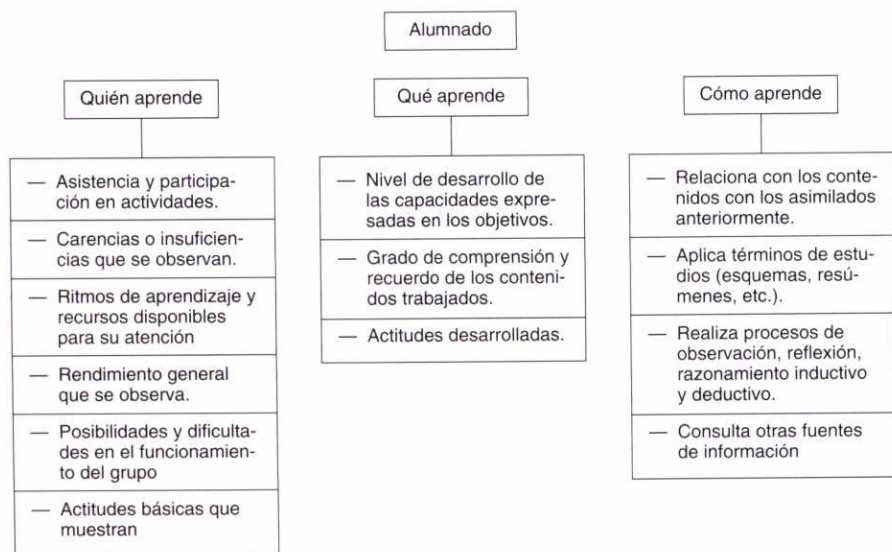 Alumnado
Quién aprende
— Asistencia y participa-
ción en actividades.
— Carencias o insuficien-
cias que se observan.
— Ritmos de aprendizaje y
recursos disponibles
para su atención
— Rendimiento general
que se observa.
— Posibilidades y dificulta-
des en el funcionamien-
to del grupo
— Actitudes básicas que
muestran
Qué aprende
— Nivel de desarrollo de
las capacidades expre-
sadas en los objetivos.
— Grado de comprensión y
recuerdo de los conteni-
dos trabajados.
— Actitudes desarrolladas.
Cómo aprende
— Relaciona con los conte-
nidos con los asimilados
anteriormente.
— Aplica términos de estu-
dios (esquemas, resú-
menes, etc.).
— Realiza procesos de
observación, reflexión,
razonamiento inductivo
y deductivo.
— Consulta otras fuentes
de información